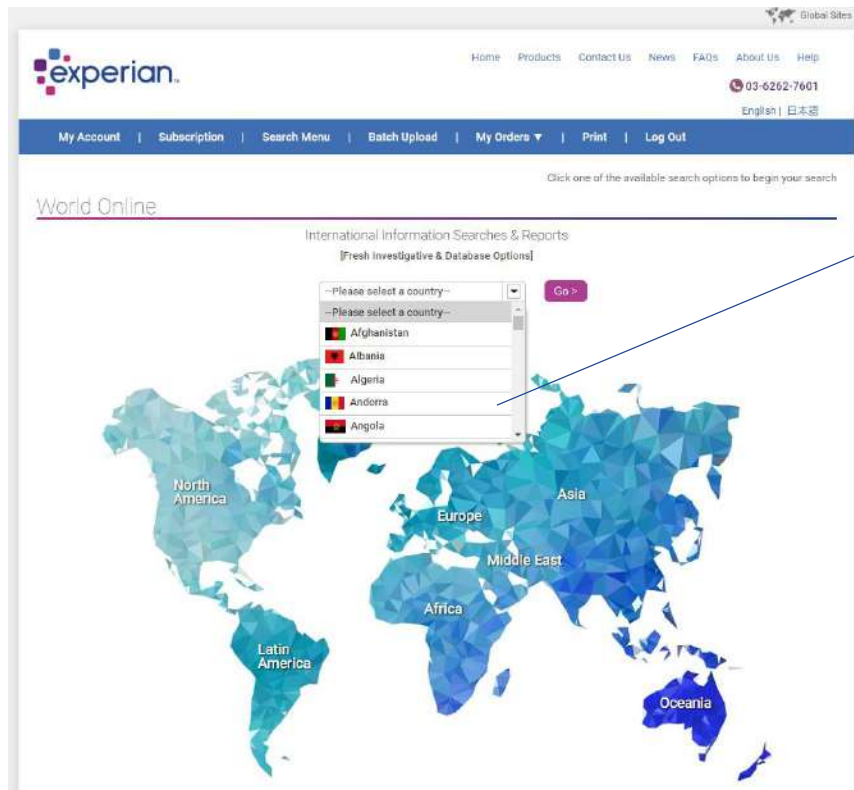 Global Sites
experian™
Home Products Contact Us News FAQs About Us Help
03-6262-7601
English | 日本語
My Account | Subscription | Search Menu | Batch Upload | My Orders ▼ | Print | Log Out
Click one of the available search options to begin your search
World Online
International Information Searches & Reports
[Fresh Investigative & Database Options]
--Please select a country--
Go >
--Please select a country--
Afghanistan
Albania
Algeria
Andorra
Angola
North
America
Asia
Europe
Middle East
Africa
Latin
America
Oceania